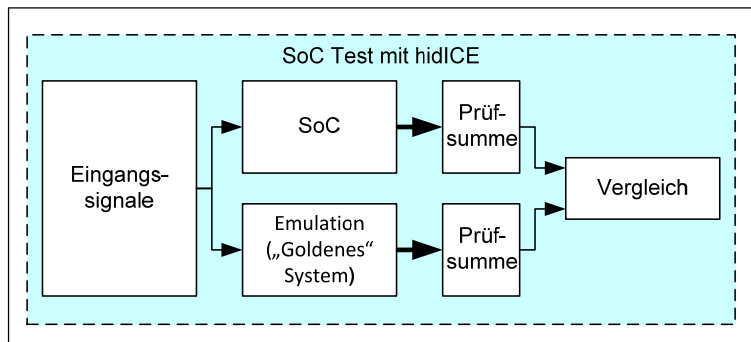 SoC Test mit hidICE
Eingangs-
signale
SoC
Prüf-
summe
Emulation
(„Goldenes“
System)
Prüf-
summe
Vergleich